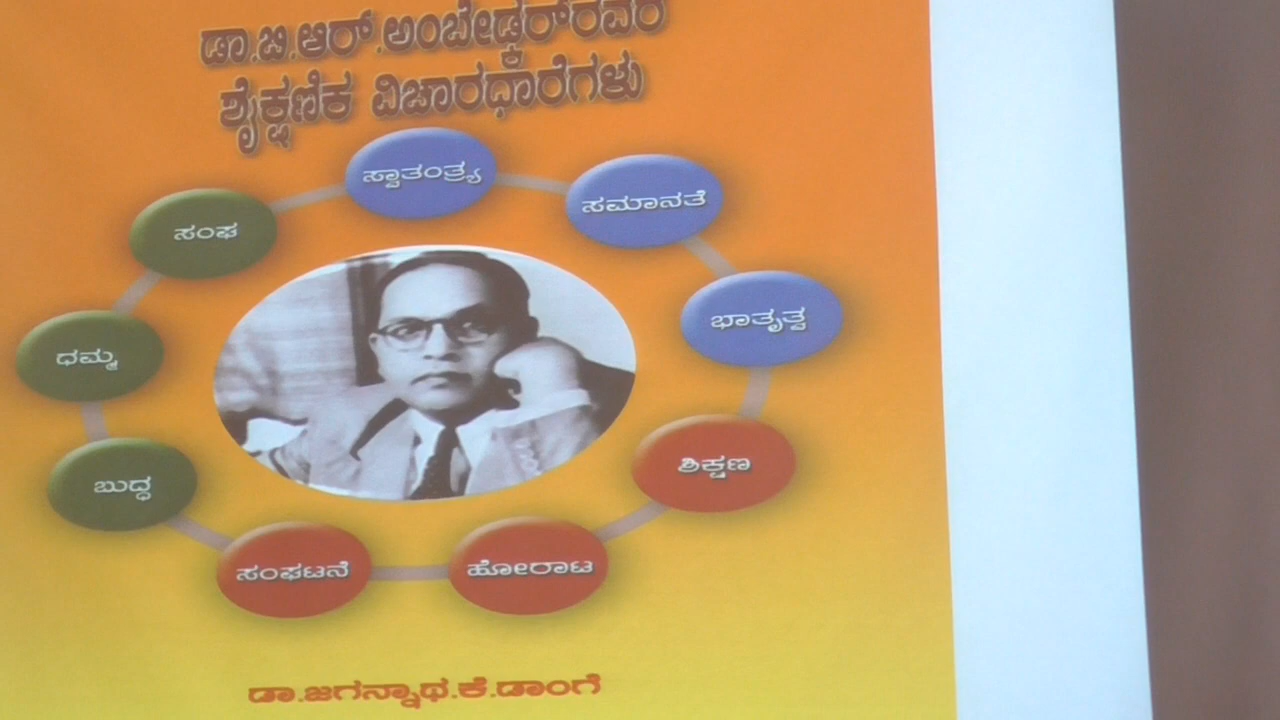 ಡಾ.ಬಿ.ಆರ್.ಅಂಬೇಡ್ಕರ್‌ರವರ
ಶೈಕ್ಷಣಿಕ ವಿಚಾರಧಾರೆಗಳು
ಸ್ವಾತಂತ್ರ್ಯ
ಸಮಾನತೆ
ಭಾತೃತ್ವ
ಶಿಕ್ಷಣ
ಹೋರಾಟ
ಸಂಘಟನೆ
ಬುದ್ಧ
ಧಮ್ಮ
ಸಂಘ
ಡಾ.ಜಗನ್ನಾಥ.ಕೆ.ಡಾಂಗೆ